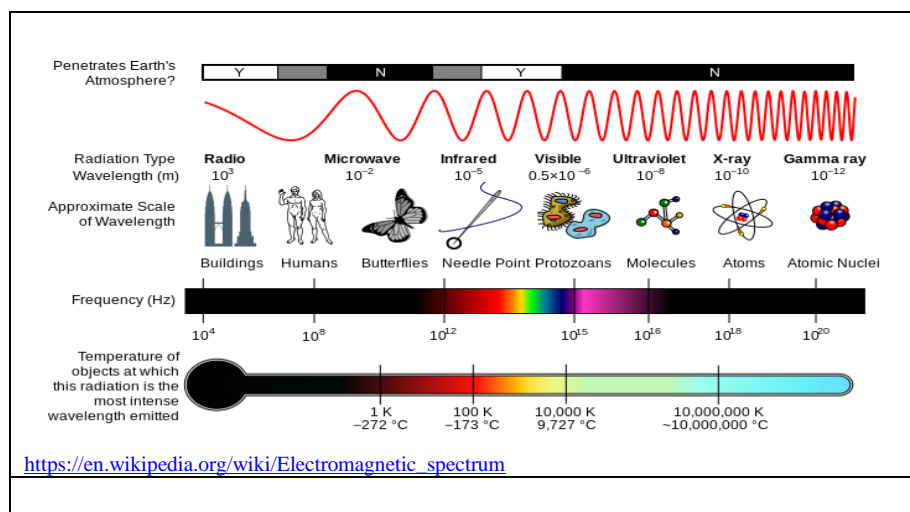 Penetrates Earth's
Atmosphere?
Y N Y N
Radiation Type
Wavelength (m)
Radio Microwave Infrared Visible Ultraviolet X-ray Gamma ray
10³ 10⁻² 10⁻⁵ 0.5×10⁻⁶ 10⁻⁸ 10⁻¹⁰ 10⁻¹²
Approximate Scale
of Wavelength
Buildings Humans Butterflies Needle Point Protozoans Molecules Atoms Atomic Nuclei
Frequency (Hz)
10⁴ 10⁸ 10¹² 10¹⁵ 10¹⁶ 10¹⁸ 10²⁰
Temperature of
objects at which
this radiation is the
most intense
wavelength emitted
1 K 100 K 10,000 K 10,000,000 K
−272 °C −173 °C 9,727 °C ~10,000,000 °C
https://en.wikipedia.org/wiki/Electromagnetic_spectrum